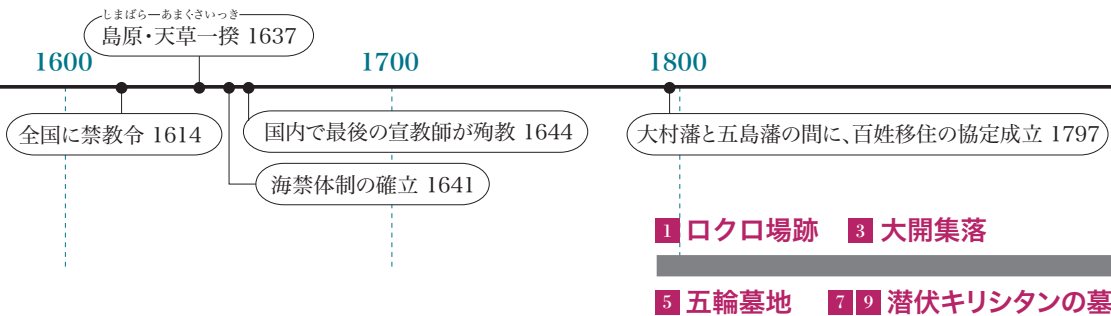 しまばらーあまくさいっき
島原・天草一揆 1637
1600
1700
1800
全国に禁教令 1614
国内で最後の宣教師が殉教 1644
大村藩と五島藩の間に、百姓移住の協定成立 1797
海禁体制の確立 1641
1 ロクロ場跡 3 大開集落
5 五輪墓地 7 9 潜伏キリシタンの墓